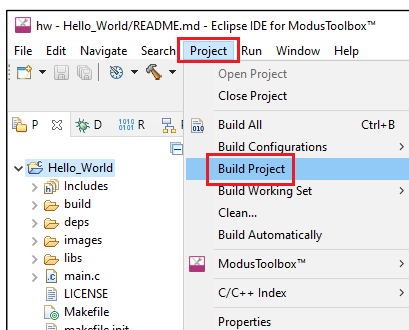 hw - Hello_World/README.md - Eclipse IDE for ModusToolbox™
File Edit Navigate Search Project Run Window Help
Open Project
Close Project
P D R
Build All Ctrl+B
Build Configurations
Hello_World
Build Project
Includes
Build Working Set
build
Clean...
deps
Build Automatically
images
libs
ModusToolbox™
main.c
LICENSE
C/C++ Index
Makefile
Properties
makefile.init